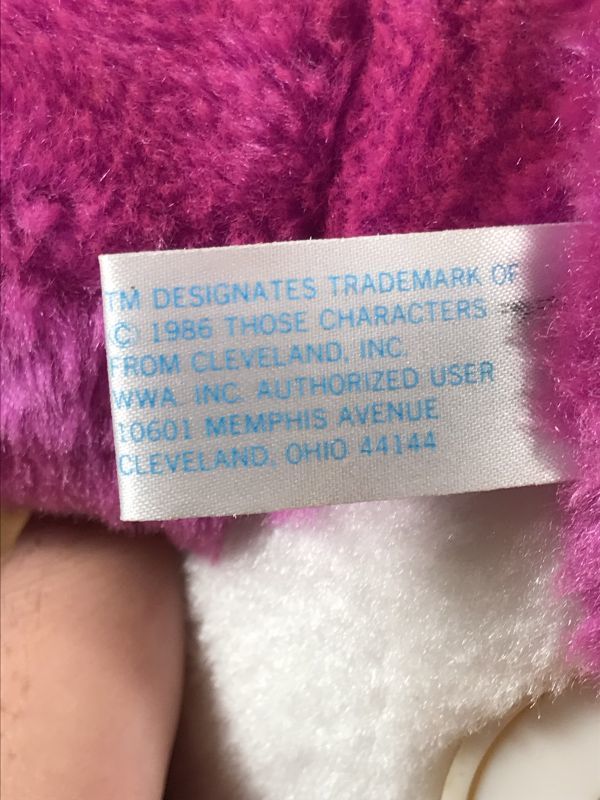 TM DESIGNATES TRADEMARK OF
© 1986 THOSE CHARACTERS
FROM CLEVELAND, INC.
WWA, INC. AUTHORIZED USER
10601 MEMPHIS AVENUE
CLEVELAND, OHIO 44144